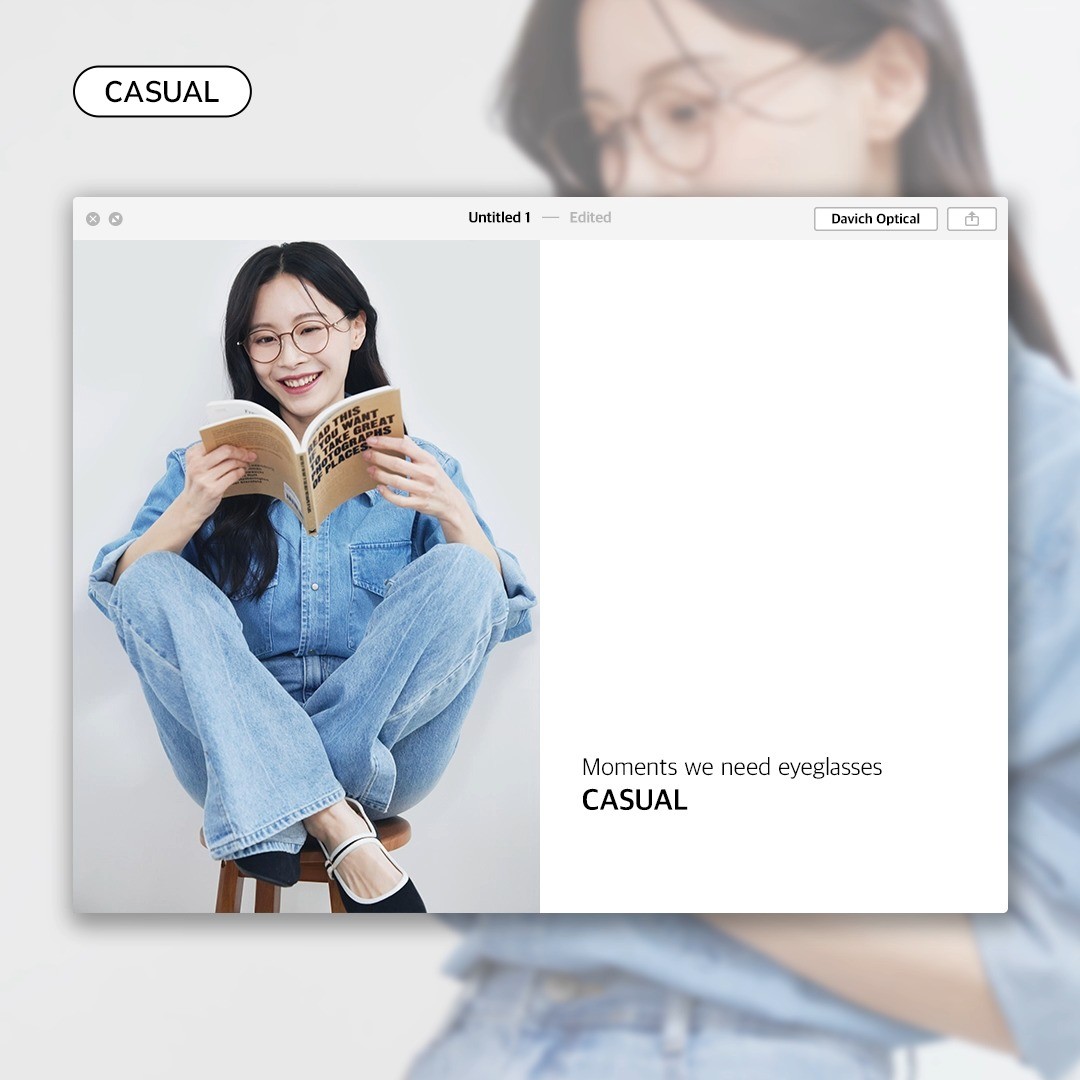 CASUAL
Untitled 1 — Edited
Davich Optical
READ THIS
IF YOU WANT
TO TAKE GREAT
PHOTOGRAPHS
OF PLACES.
Moments we need eyeglasses
CASUAL